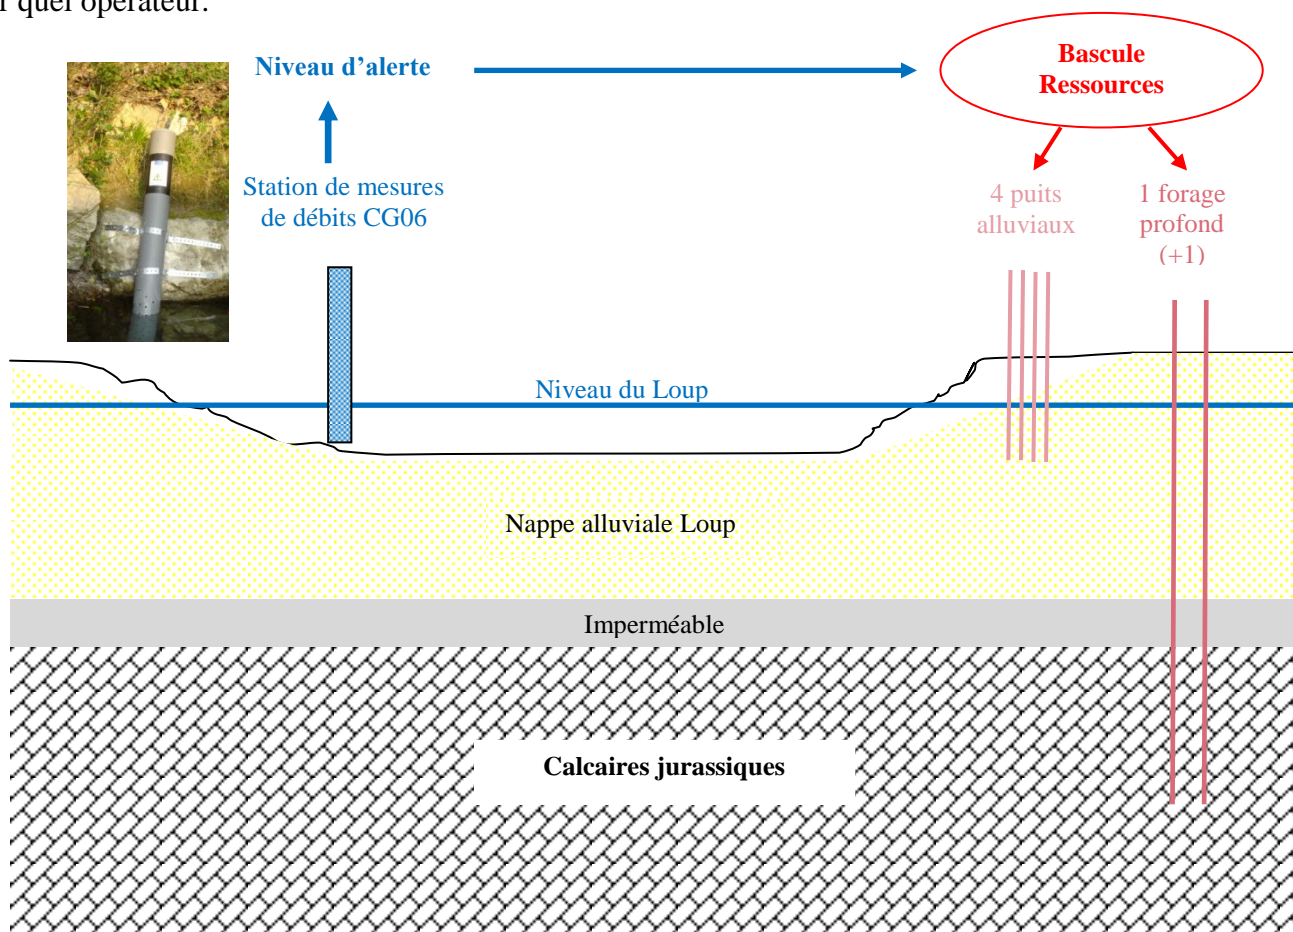 r quel opérateur.
Niveau d'alerte
Bascule
Ressources
Station de mesures
de débits CG06
4 puits
alluviaux
1 forage
profond
(+1)
Niveau du Loup
Nappe alluviale Loup
Imperméable
Calcaires jurassiques